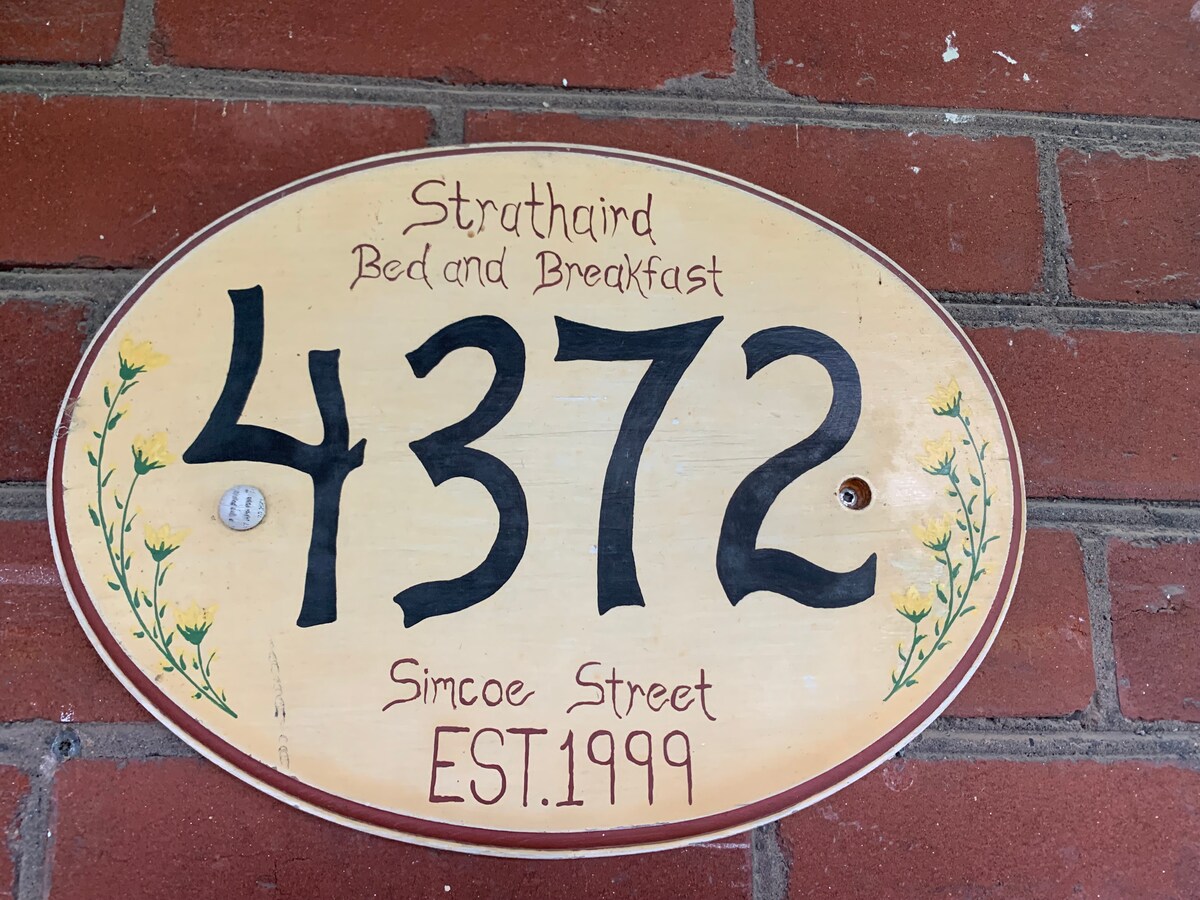 Strathaird
Bed and Breakfast
4372
Simcoe Street
EST.1999